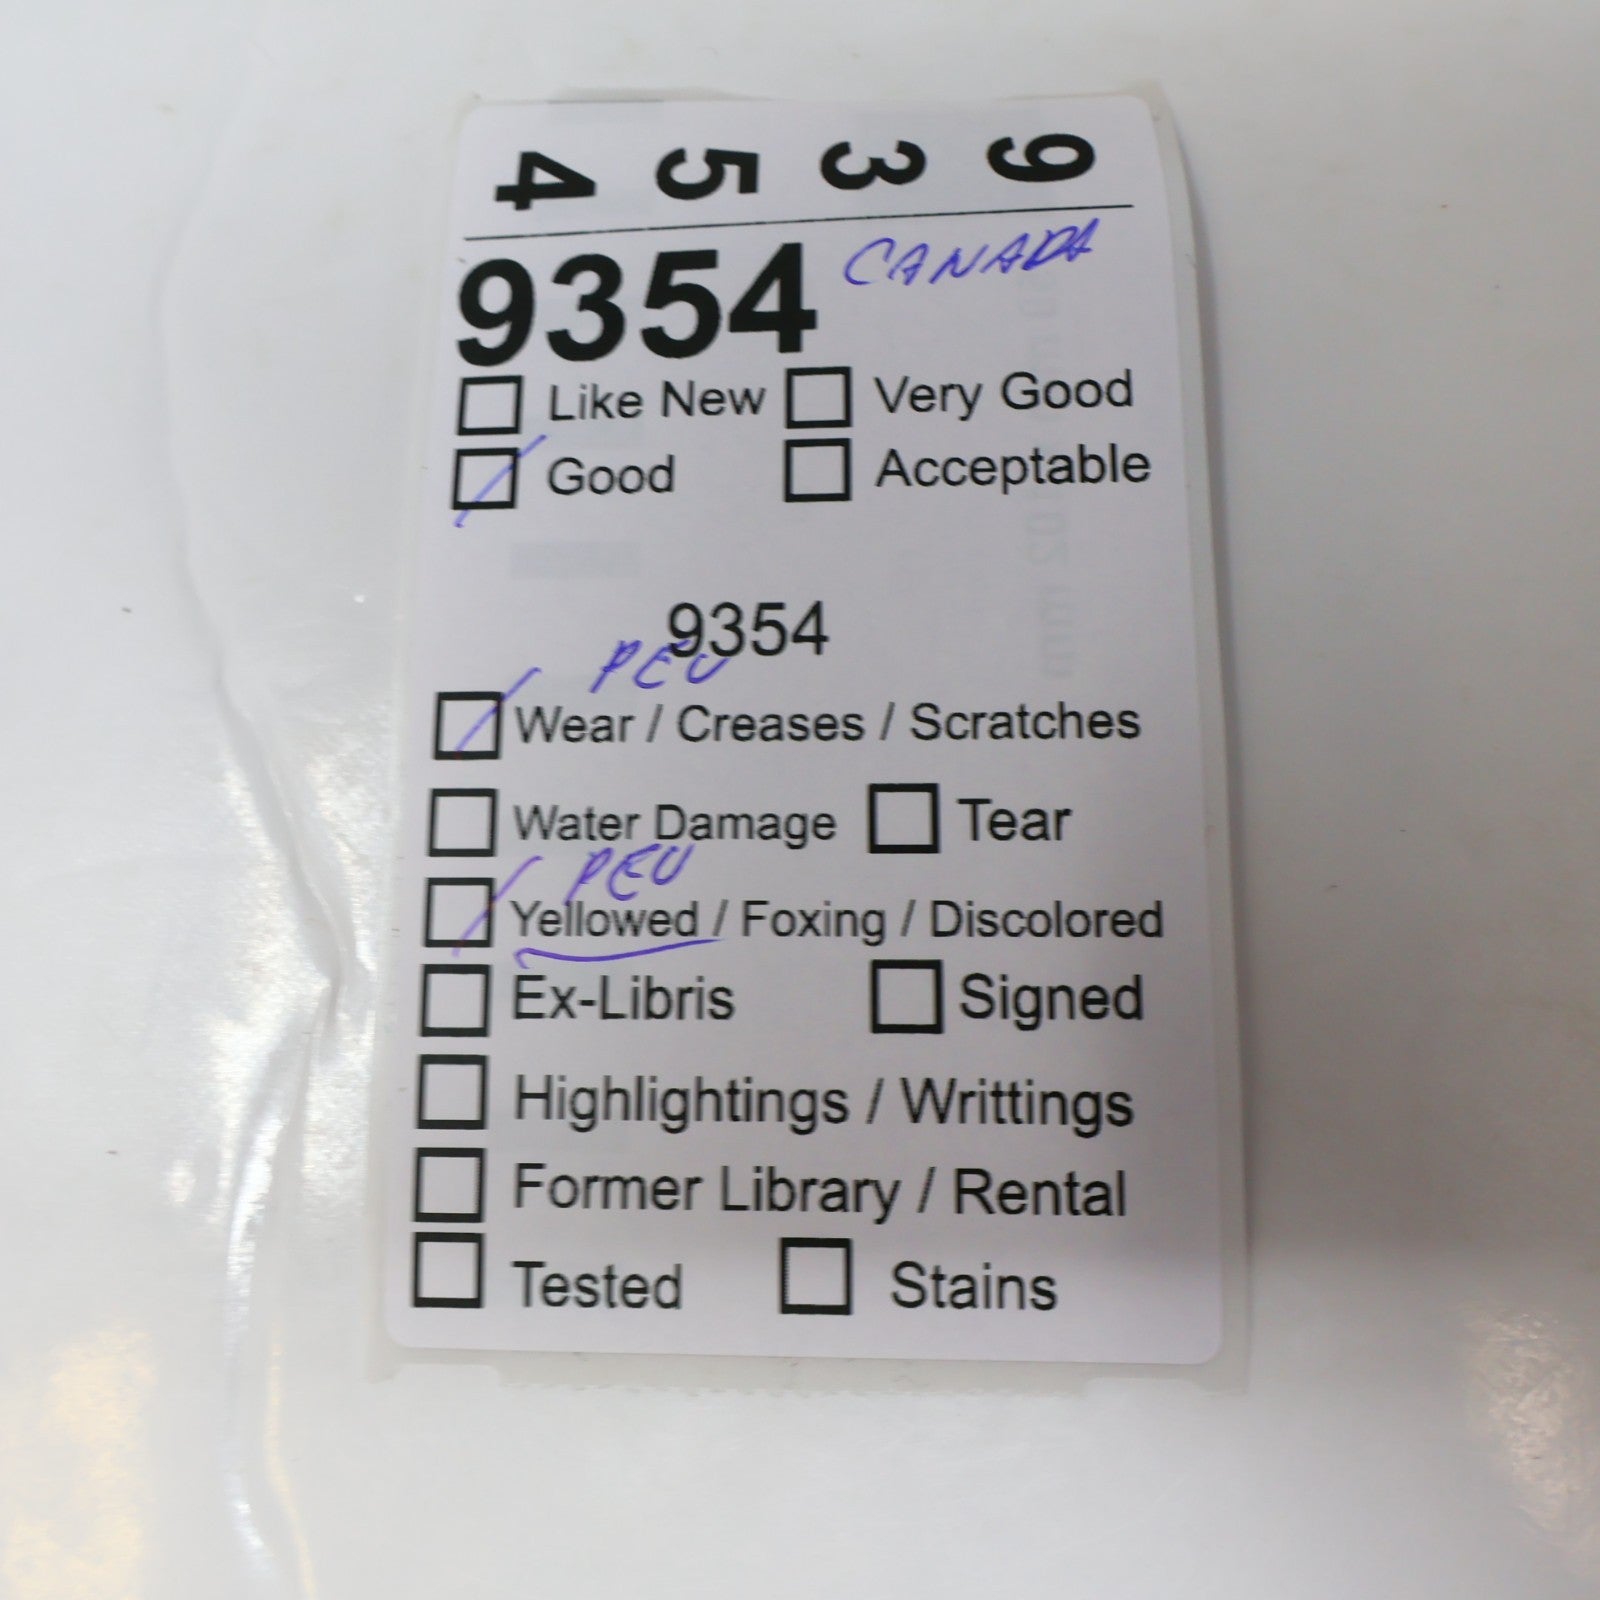 4 5 3 9
9354 CANADA
Like New Very Good
Good Acceptable
9354
PEU
Wear / Creases / Scratches
Water Damage Tear
PEU
Yellowed / Foxing / Discolored
Ex-Libris Signed
Highlightings / Writtings
Former Library / Rental
Tested Stains